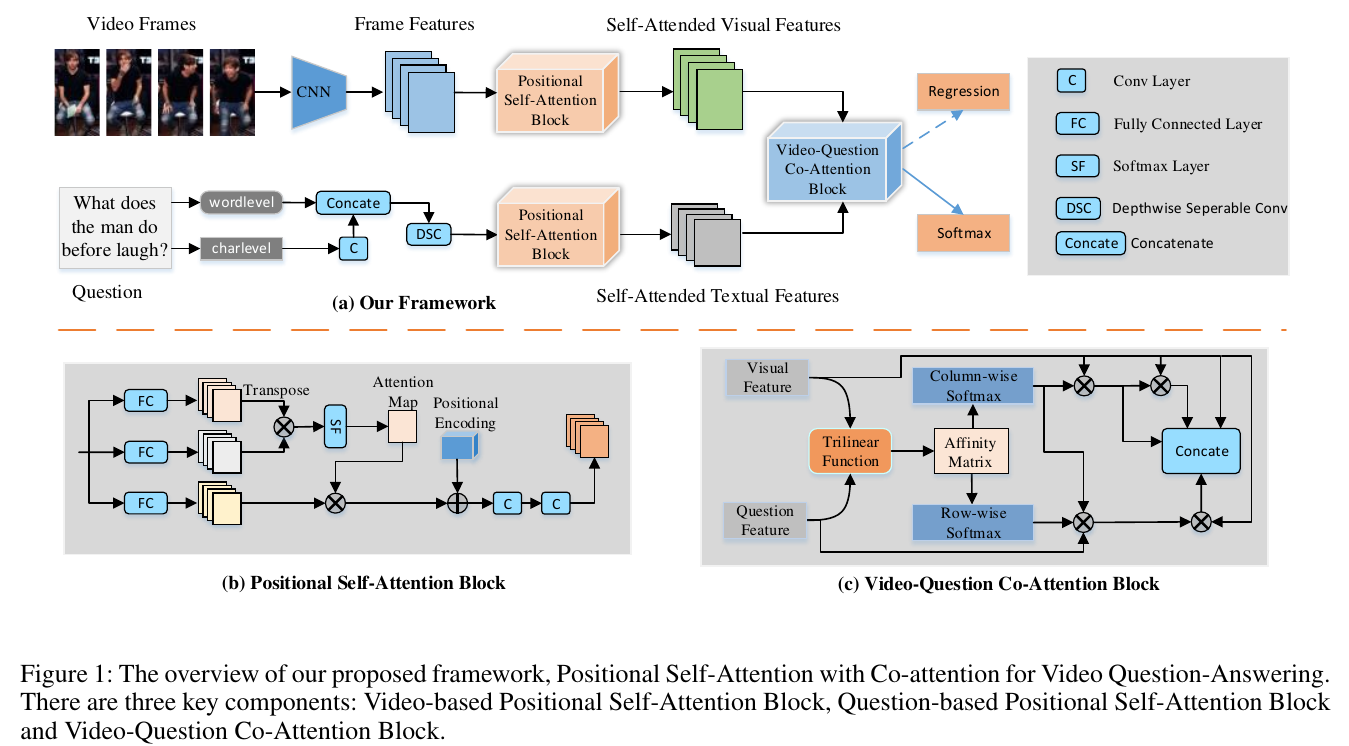 Video Frames
Frame Features
Self-Attended Visual Features
CNN
Positional
Self-Attention
Block
Video-Question
Co-Attention
Block
Regression
Softmax
What does
the man do
before laugh?
Question
wordlevel
charlevel
Concate
C
DSC
Positional
Self-Attention
Block
Self-Attended Textual Features
(a) Our Framework
C Conv Layer
FC Fully Connected Layer
SF Softmax Layer
DSC Depthwise Seperable Conv
Concate Concatenate
FC
FC
FC
Transpose
SF
Attention
Map
Positional
Encoding
C
C
(b) Positional Self-Attention Block
Visual
Feature
Question
Feature
Trilinear
Function
Column-wise
Softmax
Affinity
Matrix
Row-wise
Softmax
Concate
(c) Video-Question Co-Attention Block
Figure 1: The overview of our proposed framework, Positional Self-Attention with Co-attention for Video Question-Answering.
There are three key components: Video-based Positional Self-Attention Block, Question-based Positional Self-Attention Block
and Video-Question Co-Attention Block.